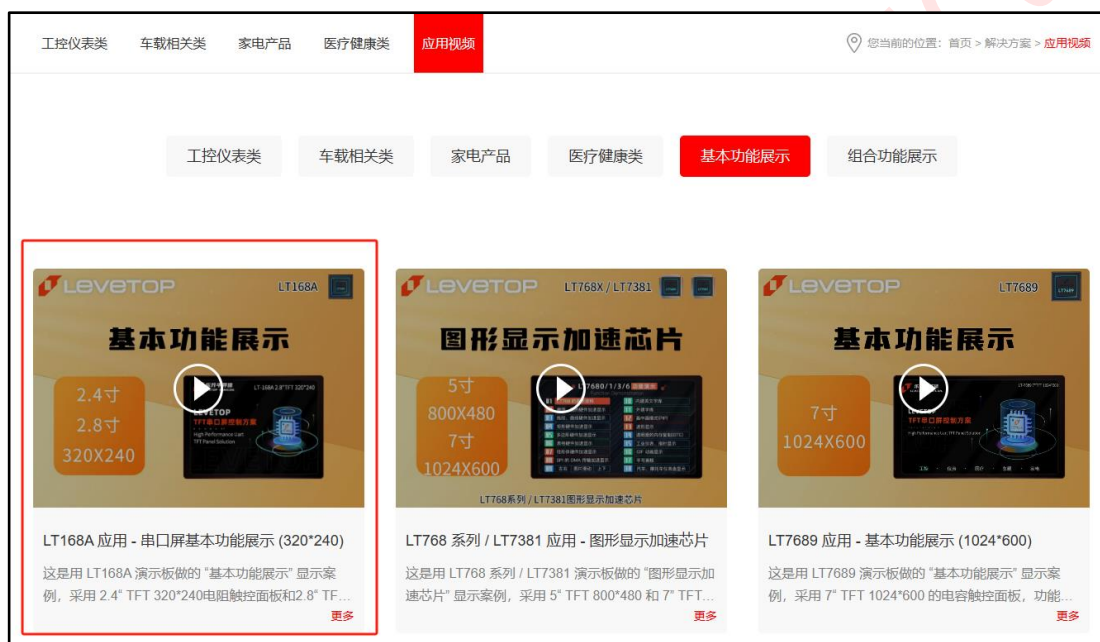 工控仪表类 车载相关类 家电产品 医疗健康类 应用视频 您当前的位置：首页 > 解决方案 > 应用视频
工控仪表类 车载相关类 家电产品 医疗健康类 基本功能展示 组合功能展示
LEVETOP LT168A
基本功能展示
2.4寸
2.8寸
320X240
LT-168A 2.8"TFT 320*240
LEVETOP
TFT串口屏控制方案
High Performance Uart
TFT Panel Solution
LT168A 应用 - 串口屏基本功能展示 (320*240)
这是用 LT168A 演示板做的 “基本功能展示” 显示案
例，采用 2.4“ TFT 320*240电阻触控面板和2.8“ TF…
更多
LEVETOP LT768X / LT7381
图形显示加速芯片
5寸
800X480
7寸
1024X600
LT768系列 / LT7381图形显示加速芯片
LT768 系列 / LT7381 应用 - 图形显示加速芯片
这是用 LT768 系列 / LT7381 演示板做的 “图形显示加
速芯片” 显示案例，采用 5“ TFT 800*480 和 7“ TFT…
更多
LEVETOP LT7689
基本功能展示
7寸
1024X600
TFT串口屏控制方案
LT7689 应用 - 基本功能展示 (1024*600)
这是用 LT7689 演示板做的 “基本功能展示” 显示案
例，采用 7“ TFT 1024*600 的电容触控面板，功能…
更多